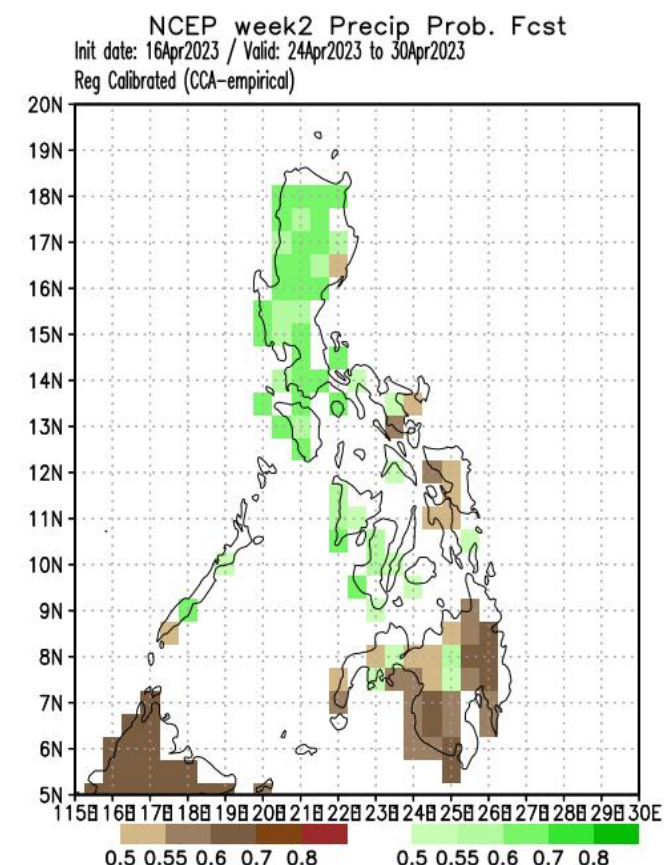 NCEP week2 Precip Prob. Fcst
Init date: 16Apr2023 / Valid: 24Apr2023 to 30Apr2023
Reg Calibrated (CCA-empirical)
20N
19N
18N
17N
16N
15N
14N
13N
12N
11N
10N
9N
8N
7N
6N
5N
115E 116E 117E 118E 119E 120E 121E 122E 123E 124E 125E 126E 127E 128E 129E 130E
0.5 0.55 0.6 0.7 0.8 0.5 0.55 0.6 0.7 0.8